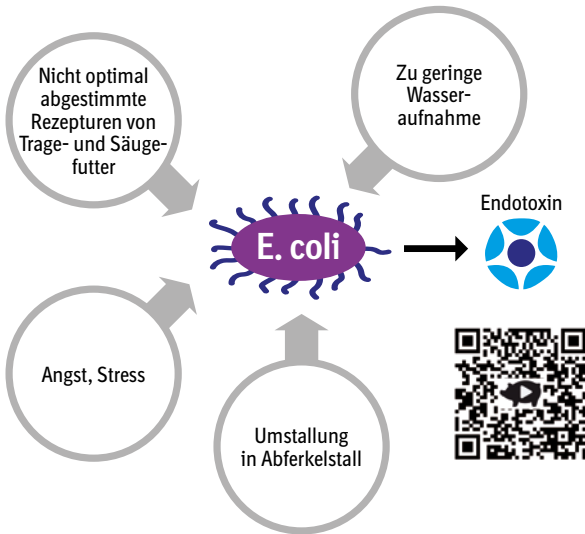 Nicht optimal
abgestimmte
Rezepturen von
Trage- und Säuge-
futter
Zu geringe
Wasser-
aufnahme
Endotoxin
E. coli
Angst, Stress
Umstallung
in Abferkelstall